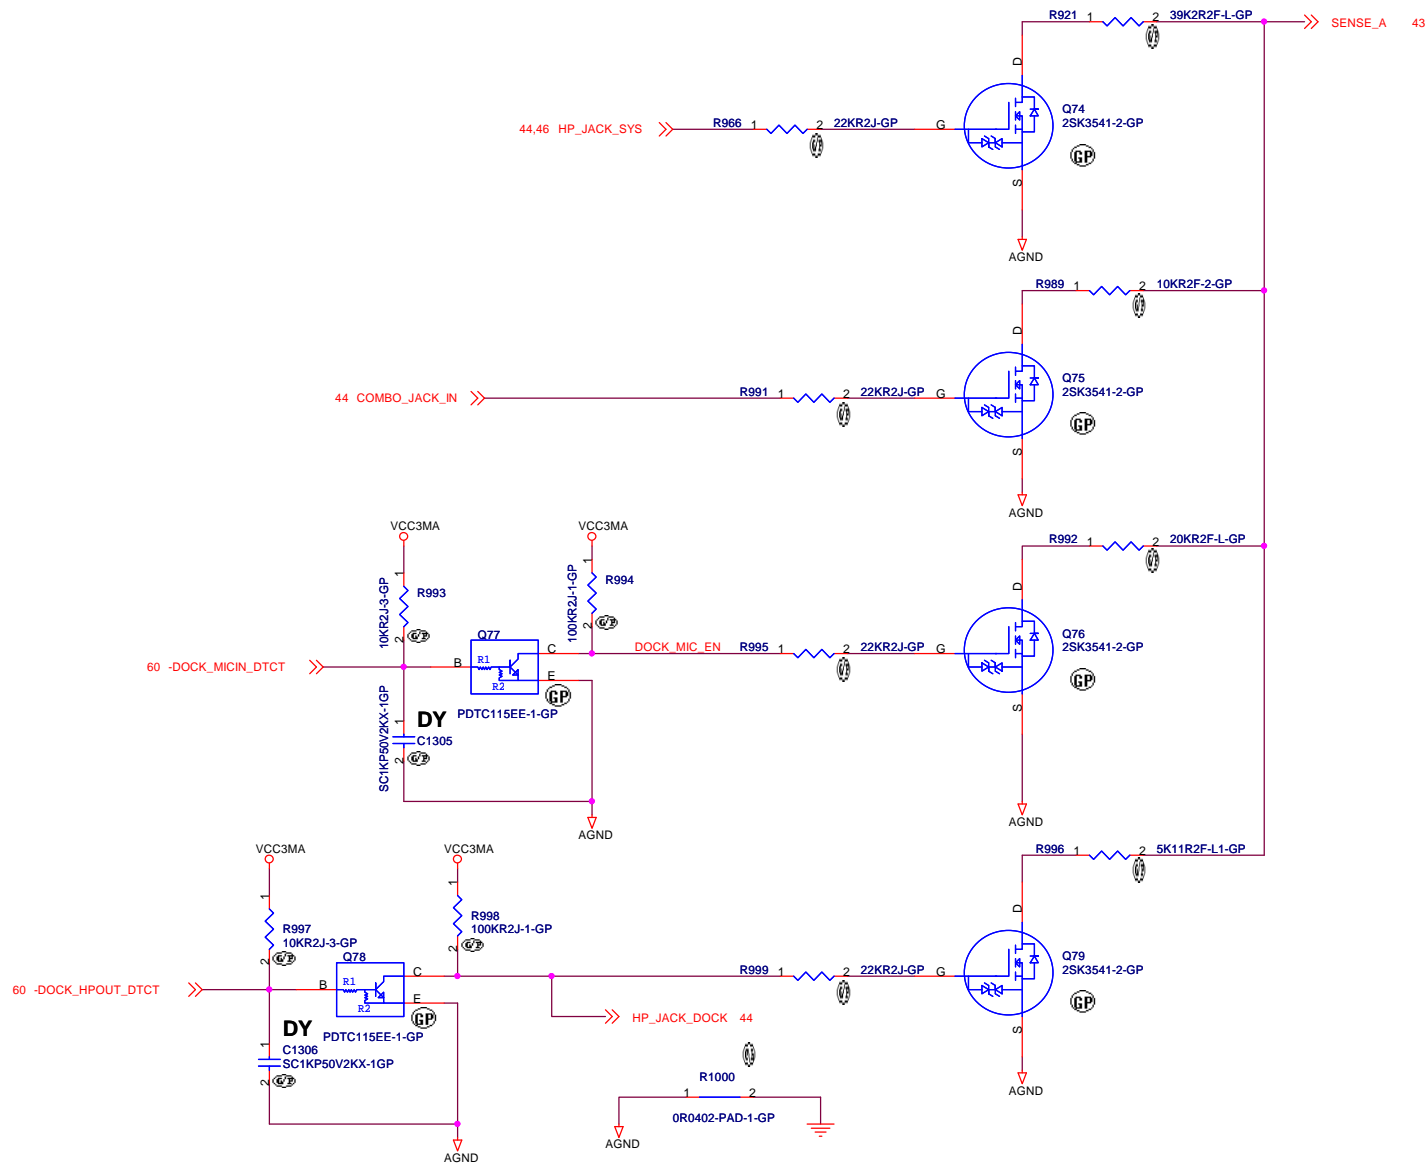 R921 1 2 39K2R2F-L-GP
SENSE_A 43
D
44,46 HP_JACK_SYS
R966 1 2 22KR2J-GP
G
Q74
2SK3541-2-GP
GP
S
AGND
R989 1 2 10KR2F-2-GP
D
44 COMBO_JACK_IN
R991 1 2 22KR2J-GP
G
Q75
2SK3541-2-GP
GP
S
AGND
VCC3MA
VCC3MA
R992 1 2 20KR2F-L-GP
D
1
10KR2J-3-GP
R993
2
G/P
1
100KR2J-1-GP
R994
2
G/P
60 -DOCK_MICIN_DTCT
Q77
B
R1
R2
C
E
GP
PDTC115EE-1-GP
DOCK_MIC_EN
R995 1 2 22KR2J-GP
G
Q76
2SK3541-2-GP
GP
S
AGND
1
DY
C1305
SC1KP50V2KX-1GP
2
G/P
AGND
VCC3MA
VCC3MA
R996 1 2 5K11R2F-L1-GP
D
1
R997
10KR2J-3-GP
2
G/P
1
R998
100KR2J-1-GP
2
G/P
60 -DOCK_HPOUT_DTCT
Q78
B
R1
R2
C
E
GP
PDTC115EE-1-GP
R999 1 2 22KR2J-GP
G
Q79
2SK3541-2-GP
GP
S
AGND
HP_JACK_DOCK 44
1
DY
C1306
SC1KP50V2KX-1GP
2
G/P
AGND
R1000
1 2
0R0402-PAD-1-GP
AGND